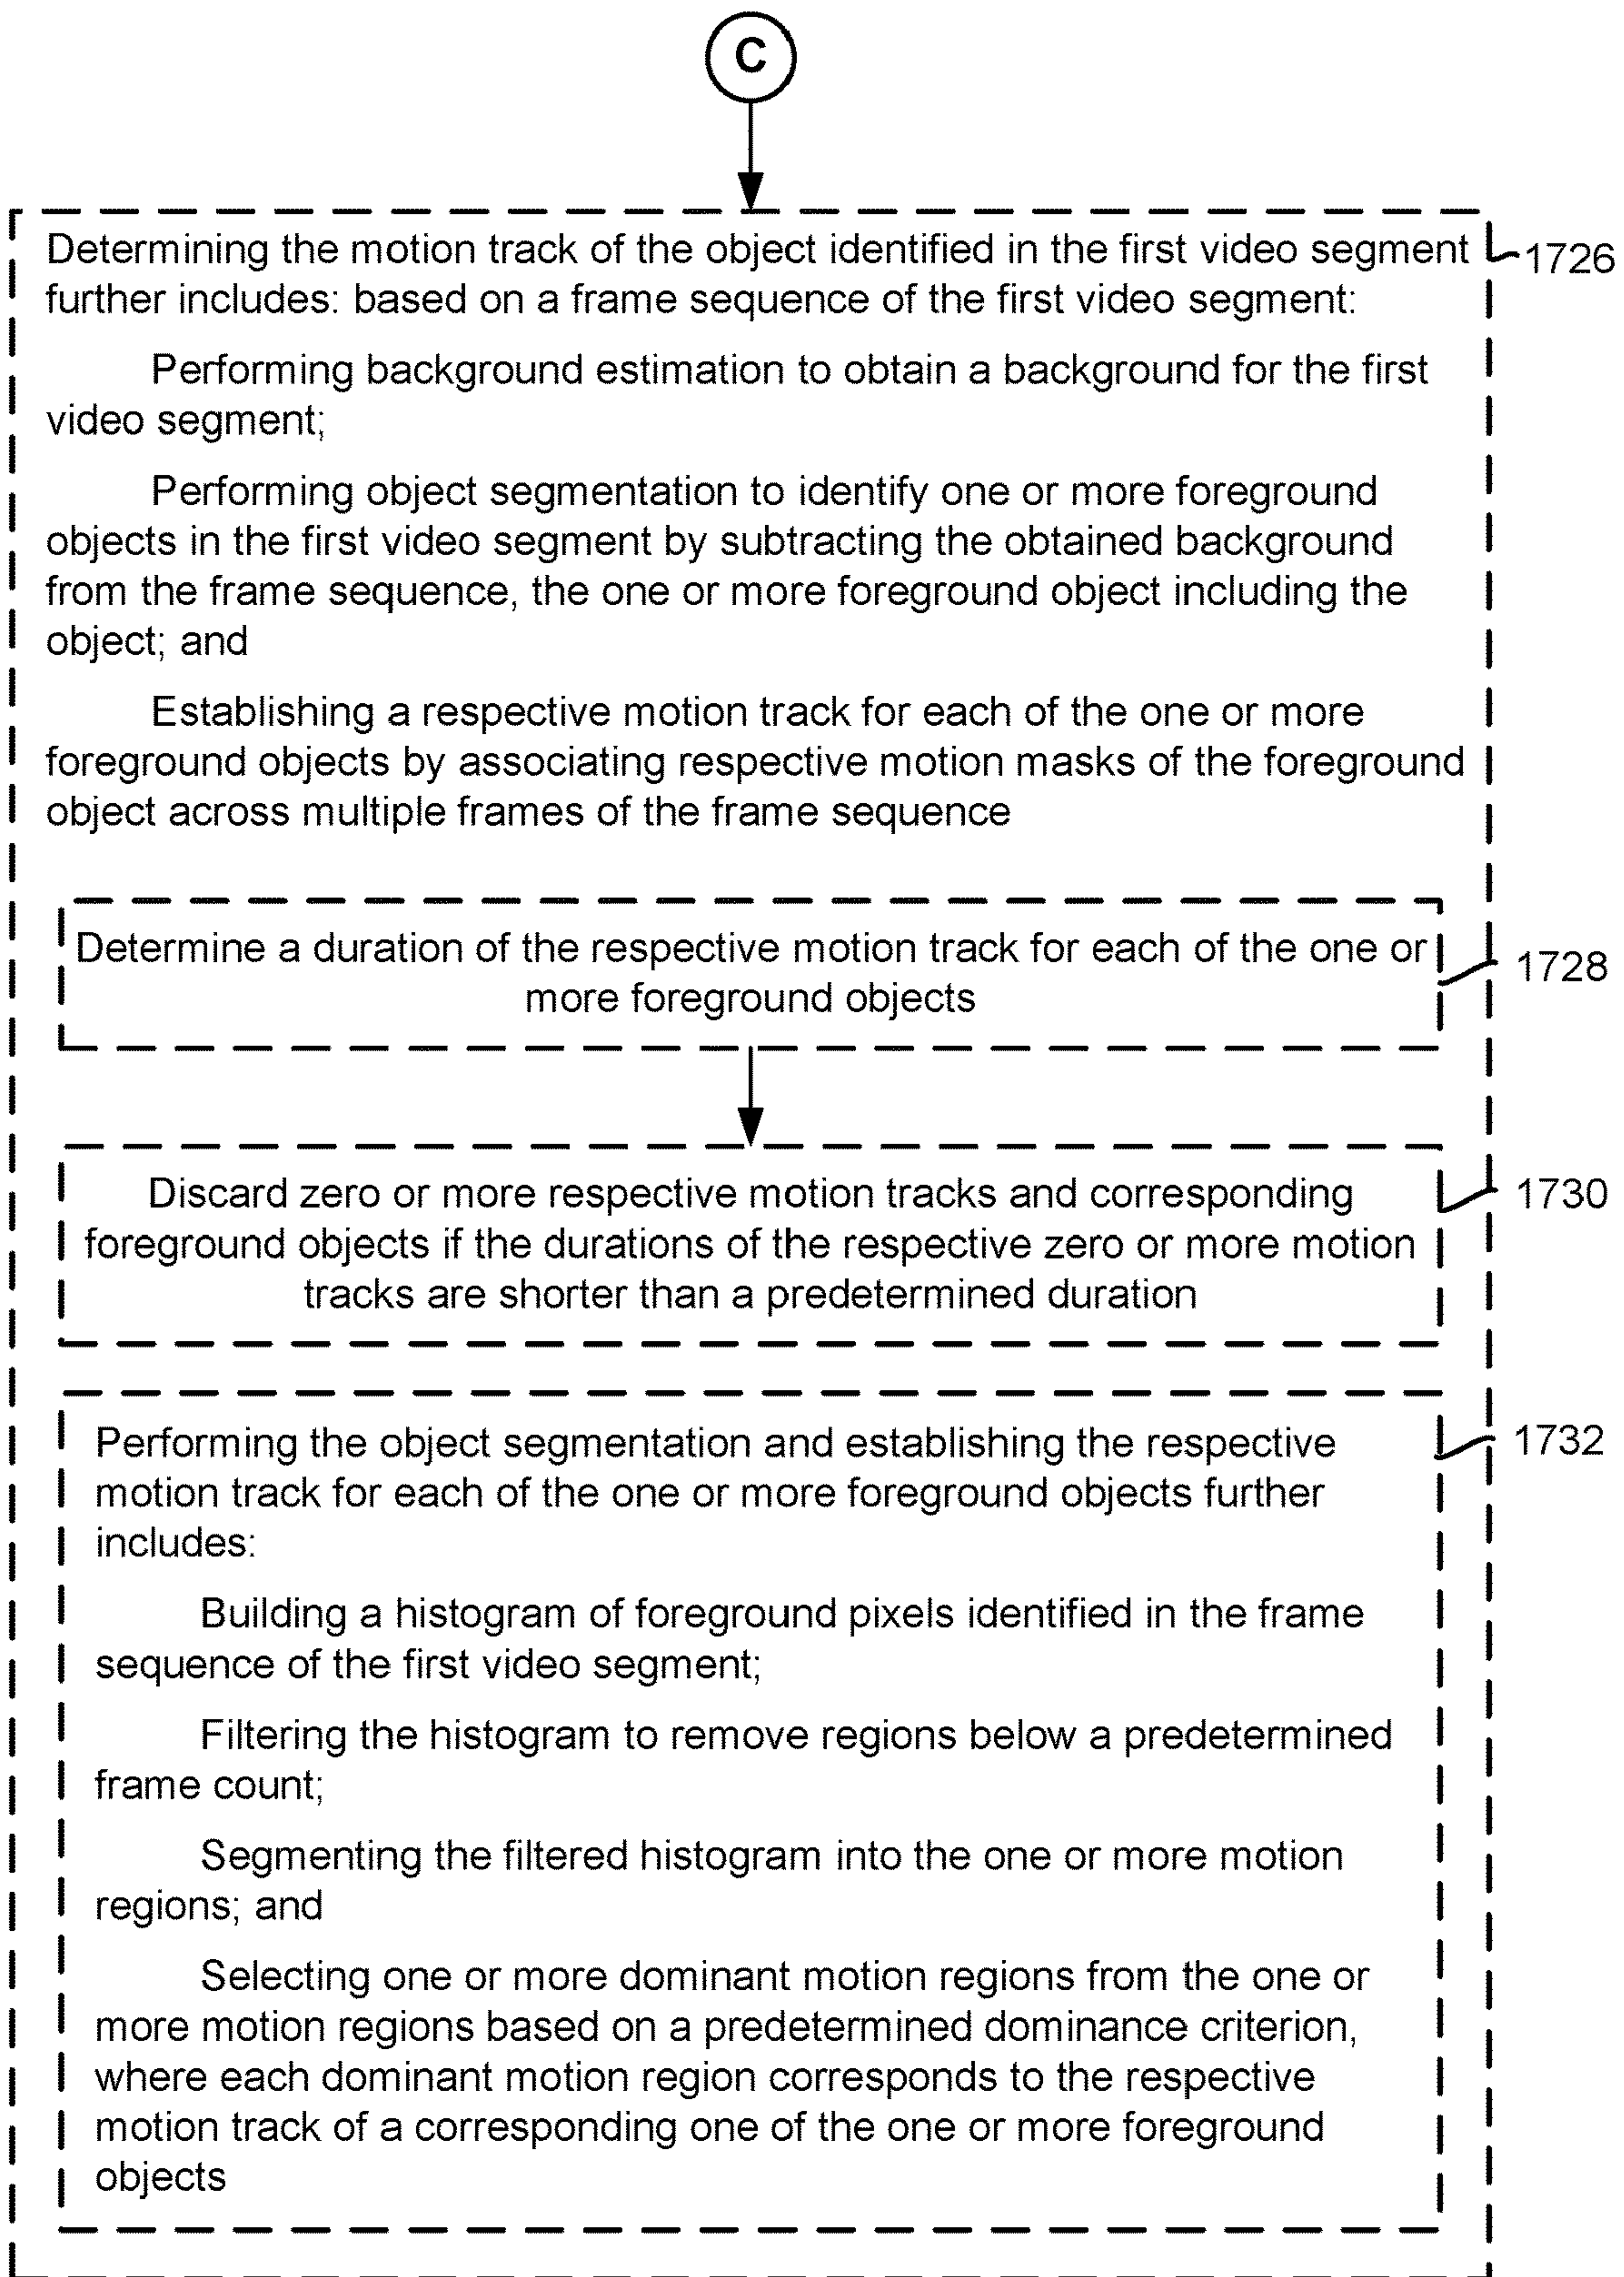 C
Determining the motion track of the object identified in the first video segment
further includes: based on a frame sequence of the first video segment:
1726
Performing background estimation to obtain a background for the first
video segment;
Performing object segmentation to identify one or more foreground
objects in the first video segment by subtracting the obtained background
from the frame sequence, the one or more foreground object including the
object; and
Establishing a respective motion track for each of the one or more
foreground objects by associating respective motion masks of the foreground
object across multiple frames of the frame sequence
Determine a duration of the respective motion track for each of the one or
more foreground objects
1728
Discard zero or more respective motion tracks and corresponding
foreground objects if the durations of the respective zero or more motion
tracks are shorter than a predetermined duration
1730
Performing the object segmentation and establishing the respective
motion track for each of the one or more foreground objects further
includes:
1732
Building a histogram of foreground pixels identified in the frame
sequence of the first video segment;
Filtering the histogram to remove regions below a predetermined
frame count;
Segmenting the filtered histogram into the one or more motion
regions; and
Selecting one or more dominant motion regions from the one or
more motion regions based on a predetermined dominance criterion,
where each dominant motion region corresponds to the respective
motion track of a corresponding one of the one or more foreground
objects